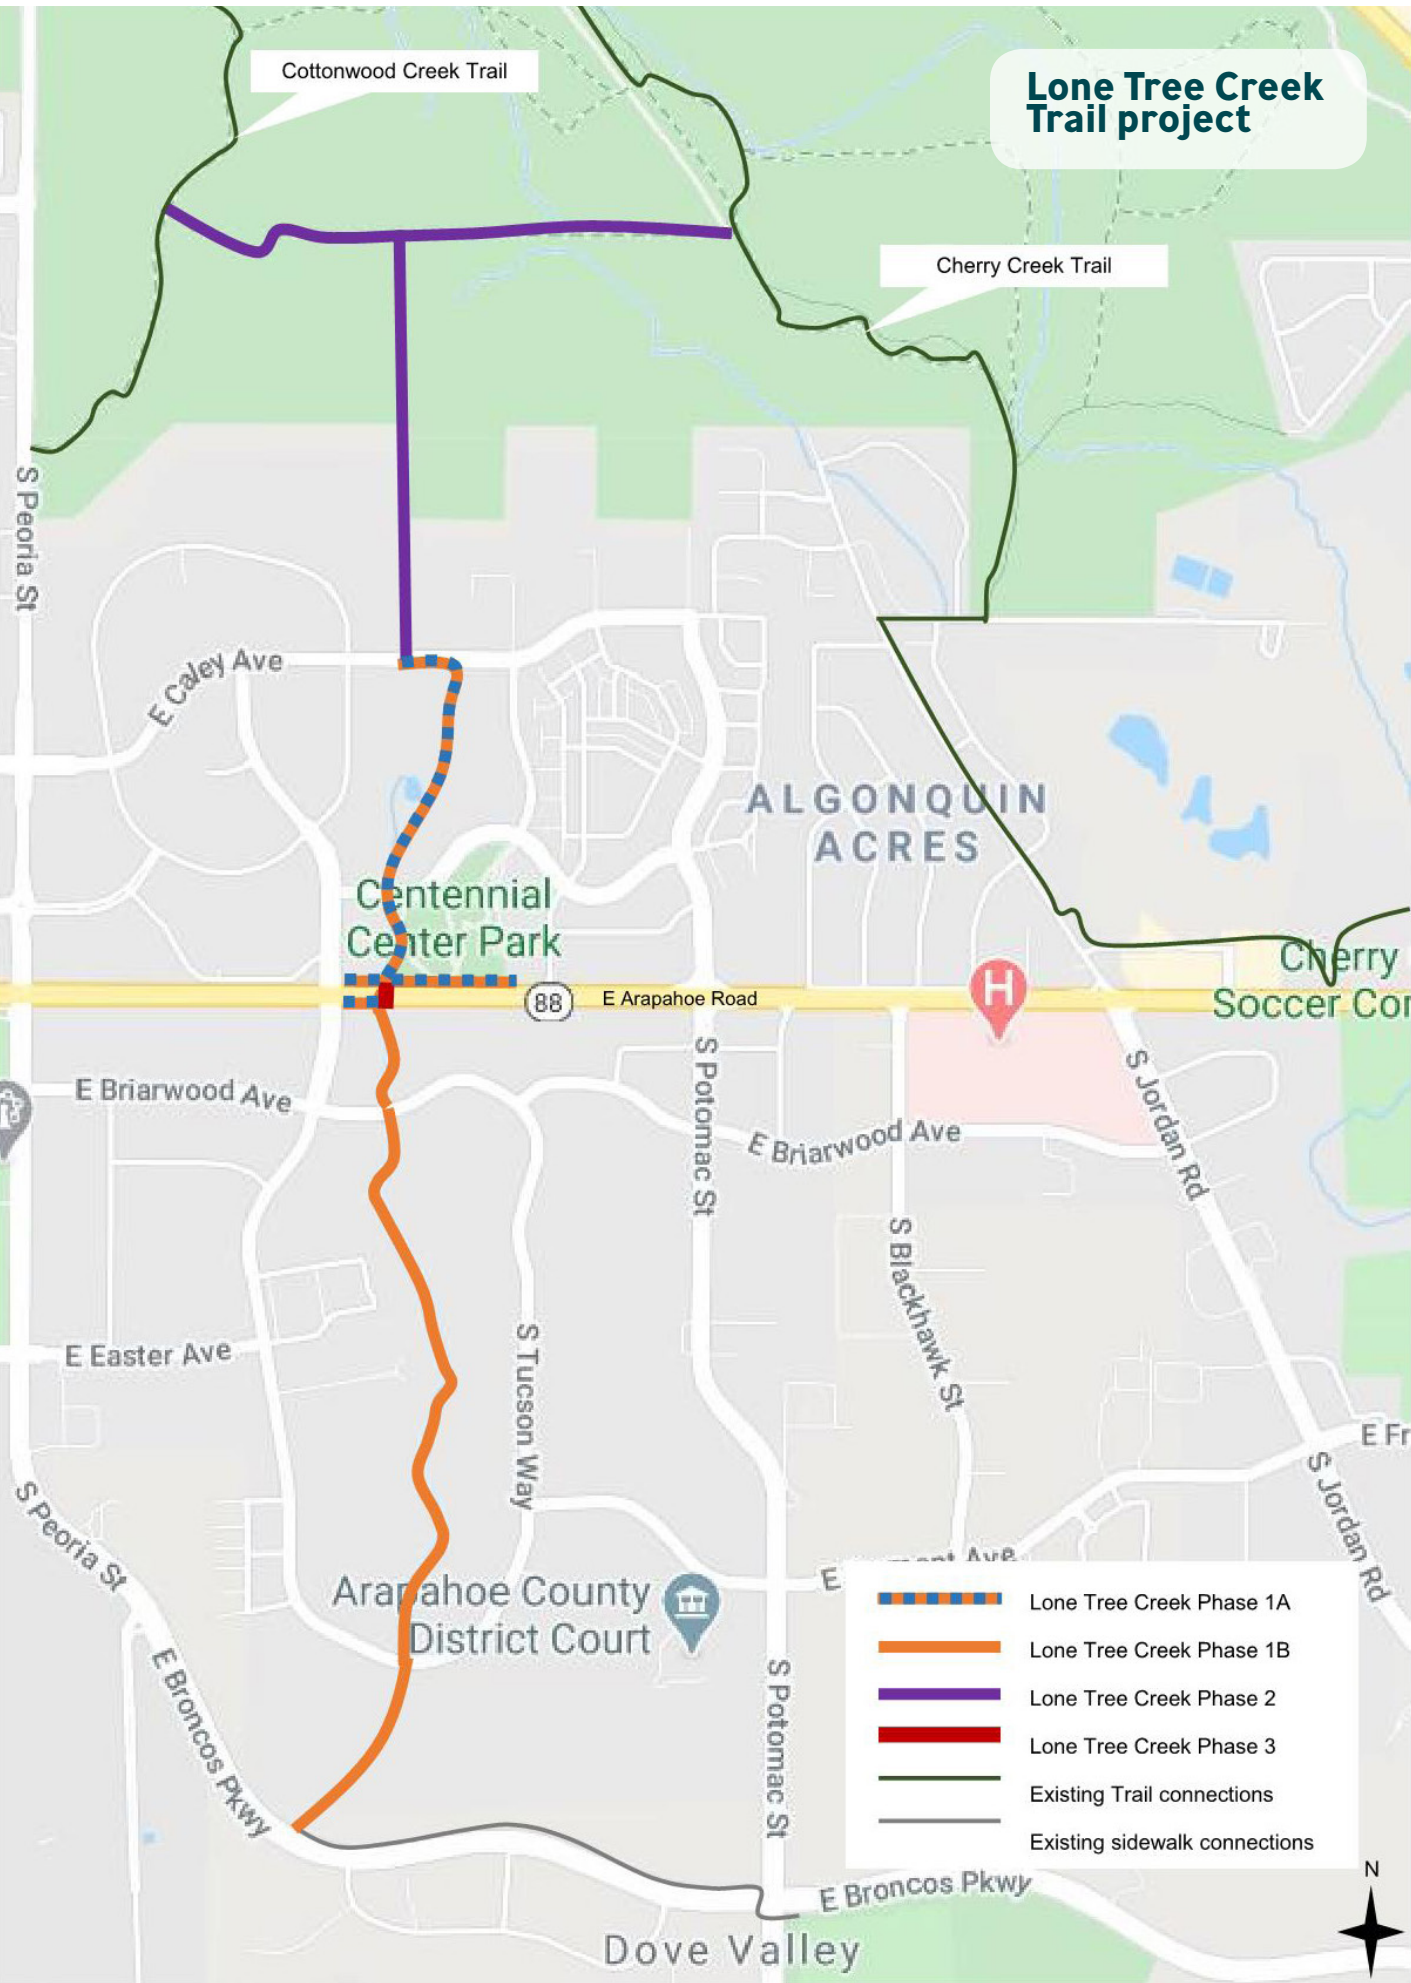 Cottonwood Creek Trail
Lone Tree Creek
Trail project
Cherry Creek Trail
S Peoria St
E Caley Ave
ALGONQUIN
ACRES
Centennial
Center Park
Cherry
Soccer Cor
88
E Arapahoe Road
H
S Potomac St
S Jordan Rd
E Briarwood Ave
E Briarwood Ave
S Blackhawk St
E Easter Ave
S Tucson Way
E Fr
S Jordan Rd
S Peoria St
E
Ave
Arapahoe County
District Court
Lone Tree Creek Phase 1A
Lone Tree Creek Phase 1B
Lone Tree Creek Phase 2
Lone Tree Creek Phase 3
Existing Trail connections
Existing sidewalk connections
E Broncos Pkwy
S Potomac St
N
E Broncos Pkwy
Dove Valley